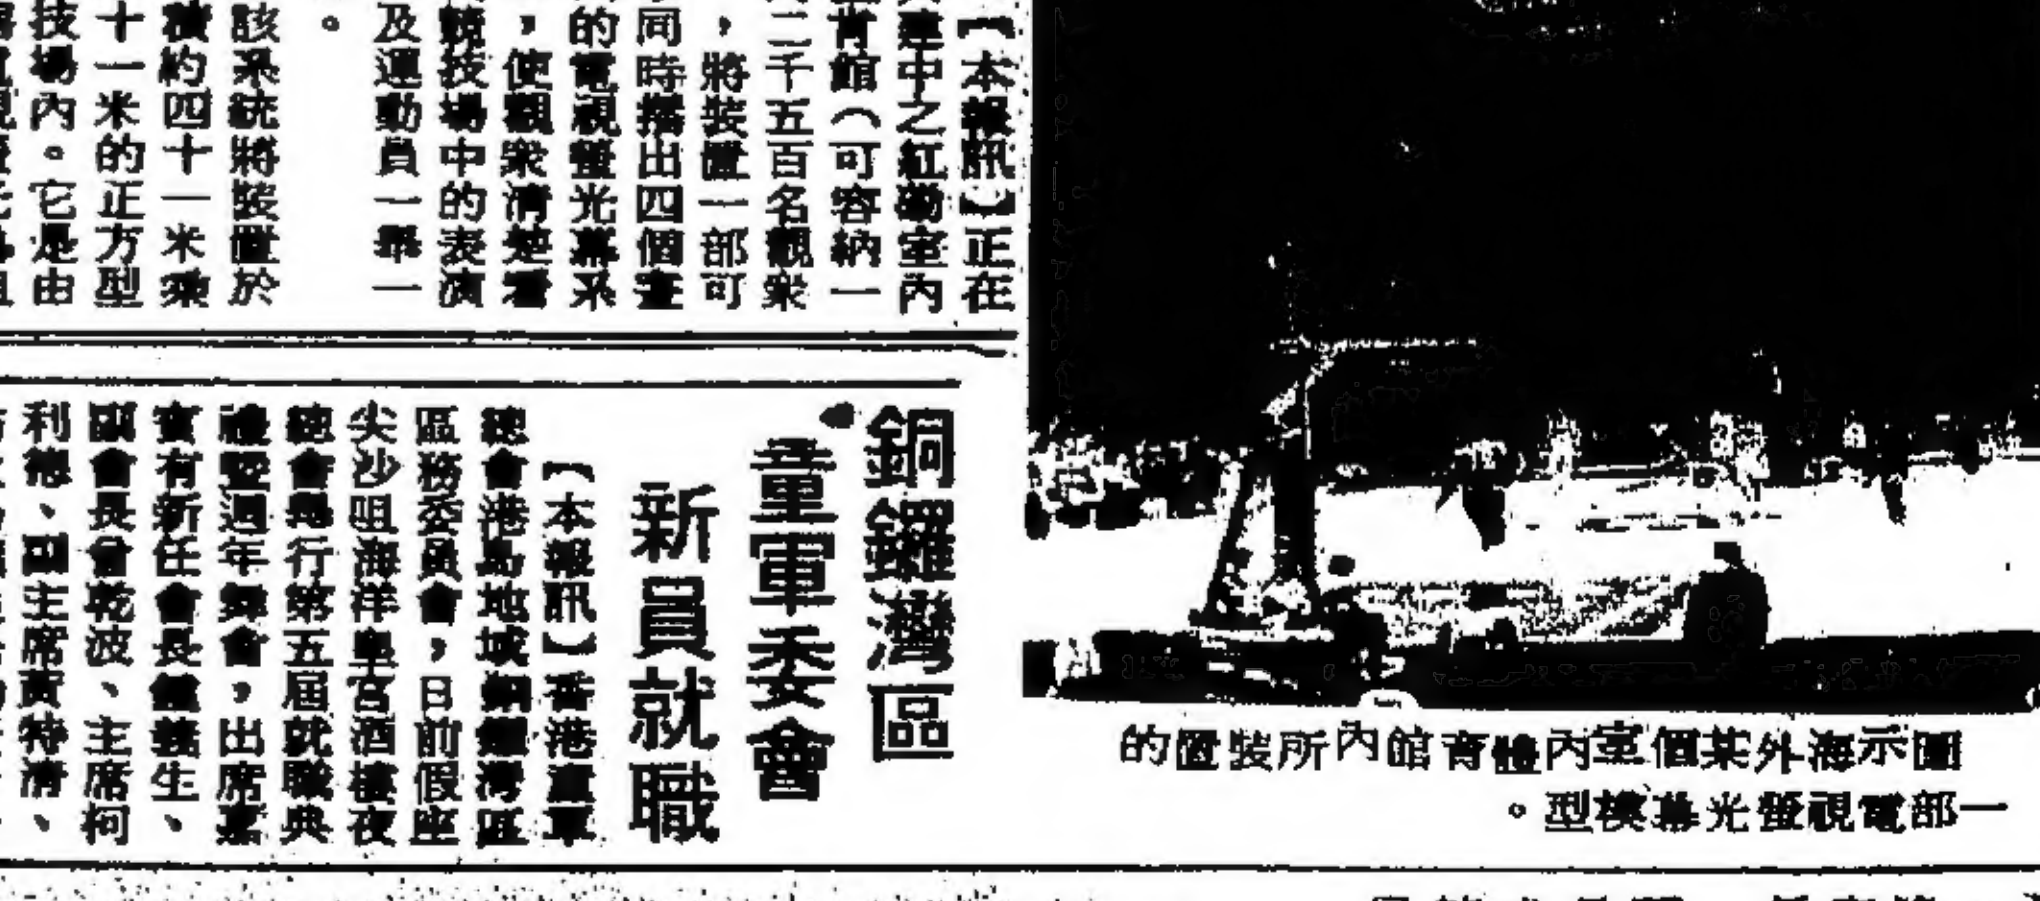 【本報訊】正在
建中之紅磡室內
育館（可容納一
二千五百名觀衆
，將裝置一部可
同時播出四個畫
的電視螢光幕系
，使觀衆清楚看
競技場中的表演
及運動員一舉一
。
該系統將裝置於
積約四十一米乘
十一米的正方型
技場內。它是由
圖示海外某個室內體育館內所裝置的
一部電視螢光幕模型。
銅鑼灣區
童軍委會
新員就職
【本報訊】香港童軍
總會港島地域銅鑼灣區
區務委員會，日前假座
尖沙咀海洋皇宮酒樓夜
總會舉行第五屆就職典
禮暨週年舞會，出席嘉
賓有新任會長鍾義生、
副會長曾乾波、主席柯
利德、副主席黃特清、